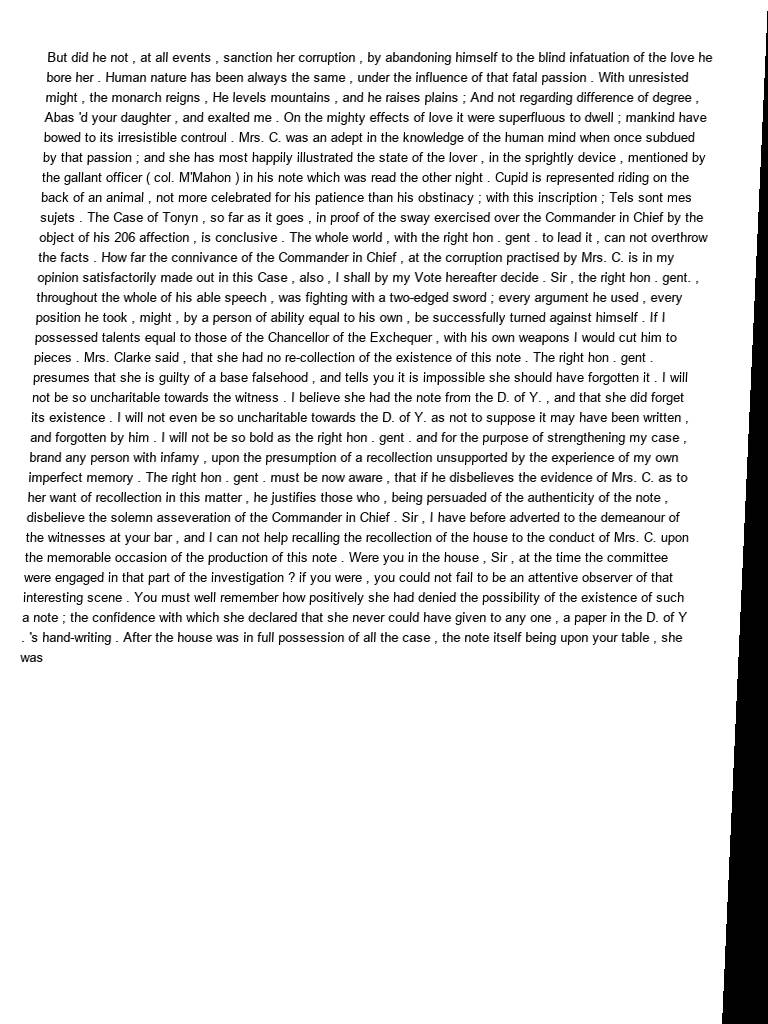 But did he not , at all events , sanction her corruption , by abandoning himself to the blind infatuation of the love he
bore her . Human nature has been always the same , under the influence of that fatal passion . With unresisted
might , the monarch reigns , He levels mountains , and he raises plains ; And not regarding difference of degree ,
Abas 'd your daughter , and exalted me . On the mighty effects of love it were superfluous to dwell ; mankind have
bowed to its irresistible controul . Mrs. C. was an adept in the knowledge of the human mind when once subdued
by that passion ; and she has most happily illustrated the state of the lover , in the sprightly device , mentioned by
the gallant officer ( col. M'Mahon ) in his note which was read the other night . Cupid is represented riding on the
back of an animal , not more celebrated for his patience than his obstinacy ; with this inscription ; Tels sont mes
sujets . The Case of Tonyn , so far as it goes , in proof of the sway exercised over the Commander in Chief by the
object of his 206 affection , is conclusive . The whole world , with the right hon . gent . to lead it , can not overthrow
the facts . How far the connivance of the Commander in Chief , at the corruption practised by Mrs. C. is in my
opinion satisfactorily made out in this Case , also , I shall by my Vote hereafter decide . Sir , the right hon . gent. ,
throughout the whole of his able speech , was fighting with a two-edged sword ; every argument he used , every
position he took , might , by a person of ability equal to his own , be successfully turned against himself . If I
possessed talents equal to those of the Chancellor of the Exchequer , with his own weapons I would cut him to
pieces . Mrs. Clarke said , that she had no re-collection of the existence of this note . The right hon . gent .
presumes that she is guilty of a base falsehood , and tells you it is impossible she should have forgotten it . I will
not be so uncharitable towards the witness . I believe she had the note from the D. of Y. , and that she did forget
its existence . I will not even be so uncharitable towards the D. of Y. as not to suppose it may have been written ,
and forgotten by him . I will not be so bold as the right hon . gent . and for the purpose of strengthening my case ,
brand any person with infamy , upon the presumption of a recollection unsupported by the experience of my own
imperfect memory . The right hon . gent . must be now aware , that if he disbelieves the evidence of Mrs. C. as to
her want of recollection in this matter , he justifies those who , being persuaded of the authenticity of the note ,
disbelieve the solemn asseveration of the Commander in Chief . Sir , I have before adverted to the demeanour of
the witnesses at your bar , and I can not help recalling the recollection of the house to the conduct of Mrs. C. upon
the memorable occasion of the production of this note . Were you in the house , Sir , at the time the committee
were engaged in that part of the investigation ? if you were , you could not fail to be an attentive observer of that
interesting scene . You must well remember how positively she had denied the possibility of the existence of such
a note ; the confidence with which she declared that she never could have given to any one , a paper in the D. of Y
. 's hand-writing . After the house was in full possession of all the case , the note itself being upon your table , she
was